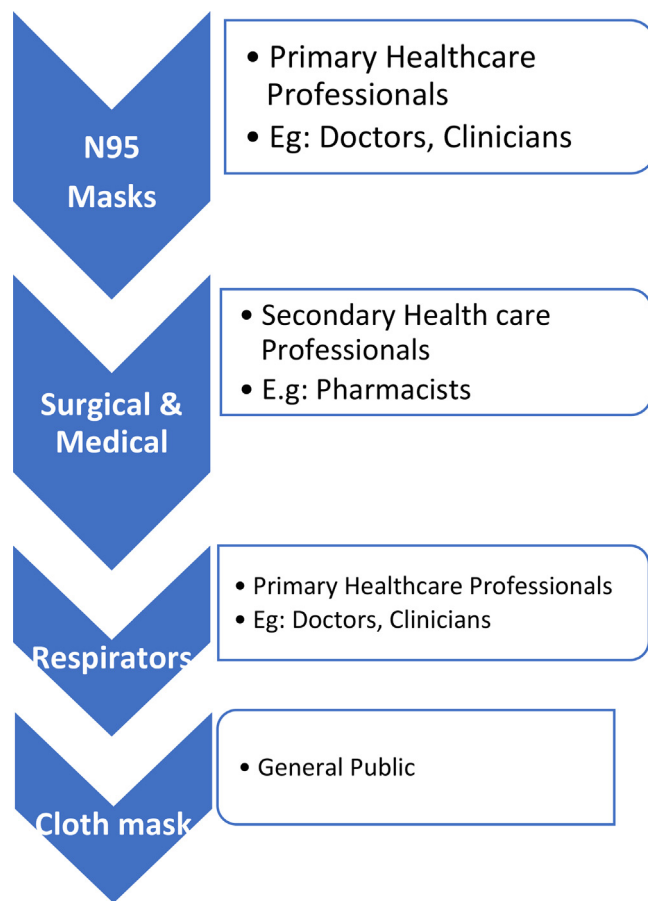 N95
Masks
• Primary Healthcare
Professionals
• Eg: Doctors, Clinicians
Surgical &
Medical
• Secondary Health care
Professionals
• E.g: Pharmacists
Respirators
• Primary Healthcare Professionals
• Eg: Doctors, Clinicians
Cloth mask
• General Public